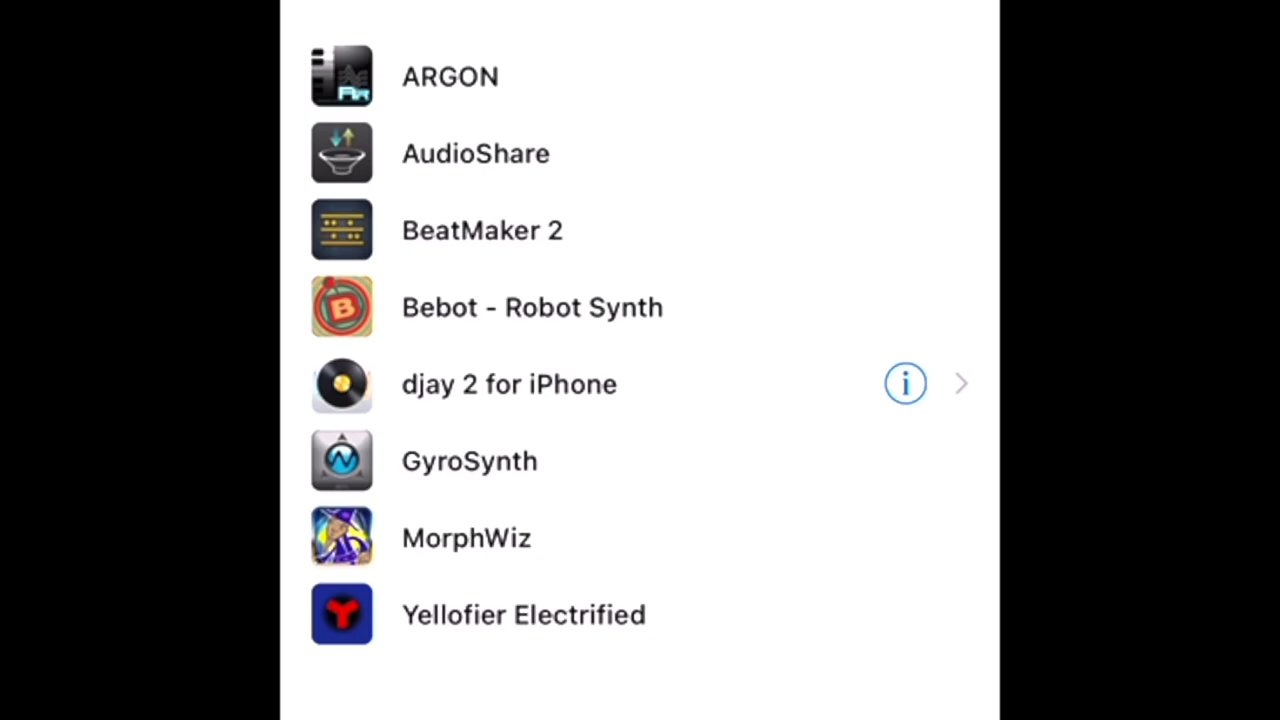 ARGON
AudioShare
BeatMaker 2
Bebot - Robot Synth
djay 2 for iPhone
GyroSynth
MorphWiz
Yellofier Electrified